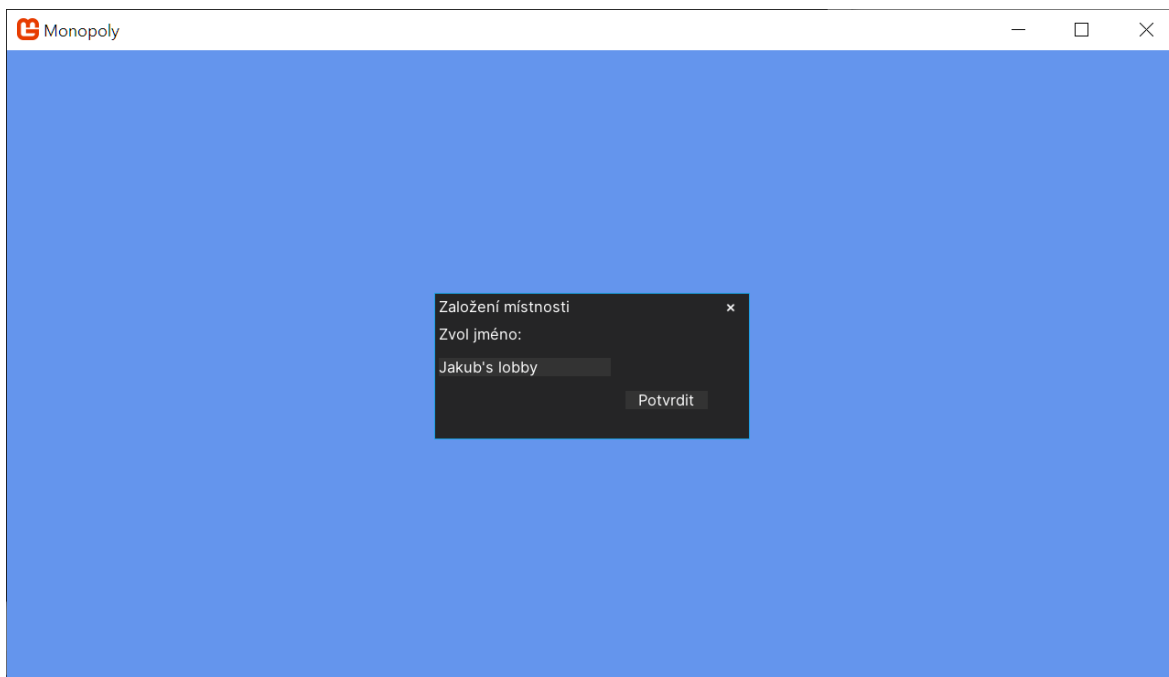 Monopoly
Založení místnosti
Zvol jméno:
Jakub's lobby
Potvrdit